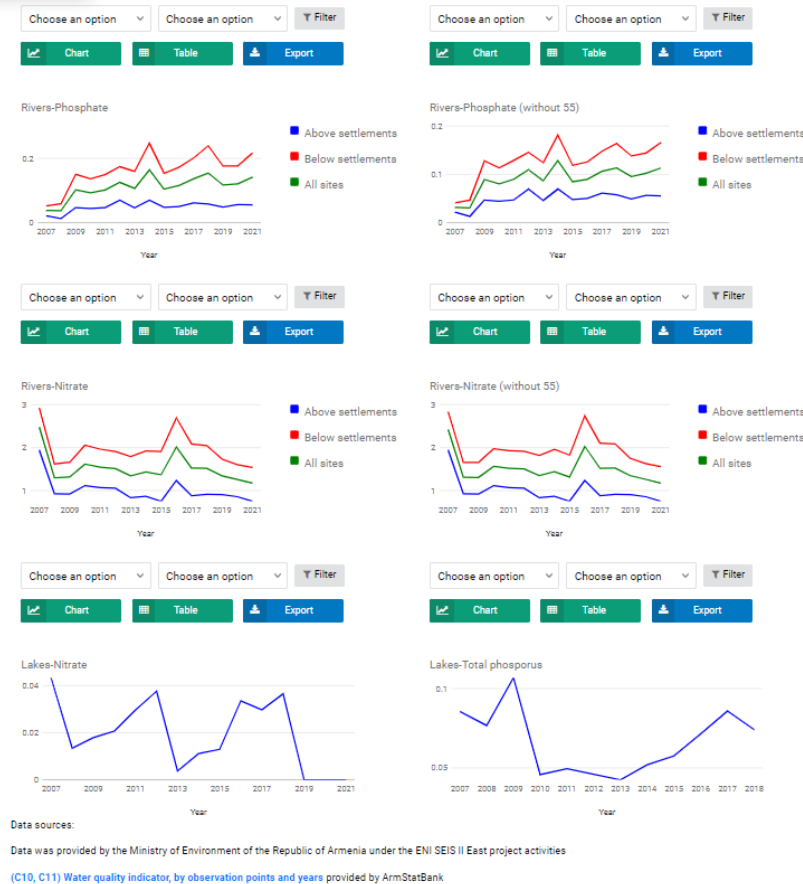 Choose an option Choose an option Filter
Chart Table Export
Rivers-Phosphate
0.2
0
Above settlements
Below settlements
All sites
2007 2009 2011 2013 2015 2017 2019 2021
Year
Choose an option Choose an option Filter
Chart Table Export
Rivers-Phosphate (without 55)
0.2
0.1
0
Above settlements
Below settlements
All sites
2007 2009 2011 2013 2015 2017 2019 2021
Year
Choose an option Choose an option Filter
Chart Table Export
Rivers-Nitrate
3
2
1
Above settlements
Below settlements
All sites
2007 2009 2011 2013 2015 2017 2019 2021
Year
Choose an option Choose an option Filter
Chart Table Export
Rivers-Nitrate (without 55)
3
2
1
Above settlements
Below settlements
All sites
2007 2009 2011 2013 2015 2017 2019 2021
Year
Choose an option Choose an option Filter
Chart Table Export
Lakes-Nitrate
0.04
0.02
0
2007 2009 2011 2013 2015 2017 2019 2021
Year
Choose an option Choose an option Filter
Chart Table Export
Lakes-Total phosporus
0.1
0.05
2007 2008 2009 2010 2011 2012 2013 2014 2015 2016 2017 2018
Year
Data sources:
Data was provided by the Ministry of Environment of the Republic of Armenia under the ENI SEIS II East project activities
(C10, C11) Water quality indicator, by observation points and years provided by ArmStatBank